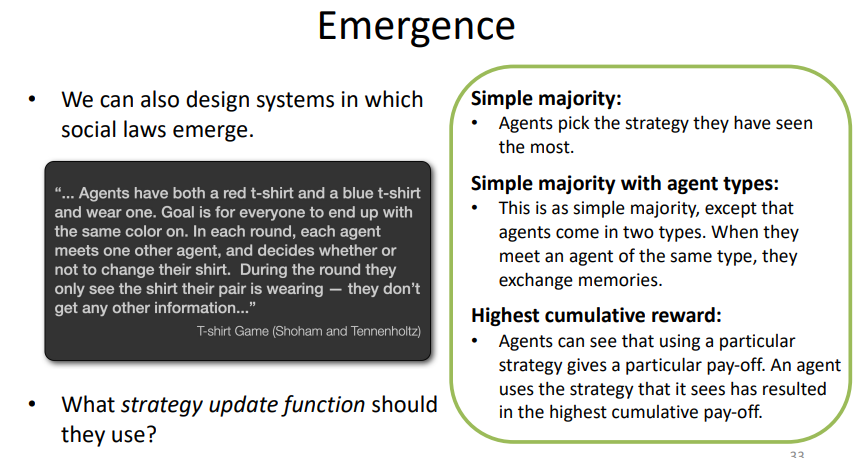 Emergence
• We can also design systems in which
social laws emerge.
“... Agents have both a red t-shirt and a blue t-shirt
and wear one. Goal is for everyone to end up with
the same color on. In each round, each agent
meets one other agent, and decides whether or
not to change their shirt. During the round they
only see the shirt their pair is wearing — they don’t
get any other information...”
T-shirt Game (Shoham and Tennenholtz)
• What strategy update function should
they use?
Simple majority:
• Agents pick the strategy they have seen
the most.
Simple majority with agent types:
• This is as simple majority, except that
agents come in two types. When they
meet an agent of the same type, they
exchange memories.
Highest cumulative reward:
• Agents can see that using a particular
strategy gives a particular pay-off. An agent
uses the strategy that it sees has resulted
in the highest cumulative pay-off.
33